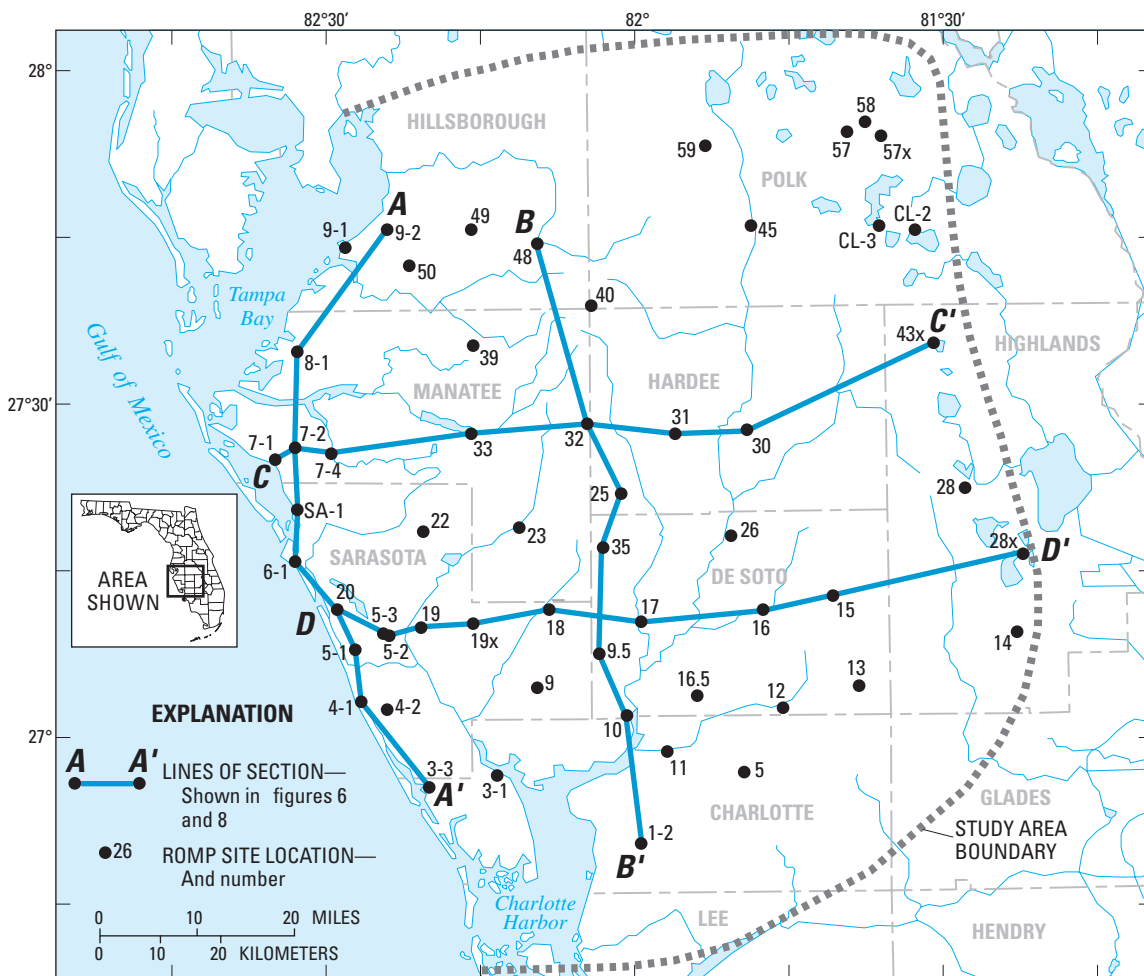 82°30'
82°
81°30'
28°
HILLSBOROUGH
58
59
57
57x
POLK
A
49
B
CL-2
9-1
9-2
48
45
CL-3
50
Tampa
Bay
40
C'
43x
HIGHLANDS
Gulf of Mexico
8-1
39
MANATEE
HARDEE
27°30'
7-2
31
7-1
32
30
33
C
7-4
25
28
SA-1
22
23
26
28x
35
D'
SARASOTA
DE SOTO
6-1
AREA
SHOWN
20
5-3
19
17
15
D
18
16
5-2
19x
14
5-1
9.5
9
16.5
13
12
4-1
4-2
EXPLANATION
10
27°
A
A'
LINES OF SECTION—
Shown in figures 6
and 8
3-3
11
5
3-1
A'
GLADES
CHARLOTTE
1-2
STUDY AREA
BOUNDARY
26
ROMP SITE LOCATION—
And number
B'
Charlotte
Harbor
LEE
HENDRY
0 10 20 MILES
0 10 20 KILOMETERS